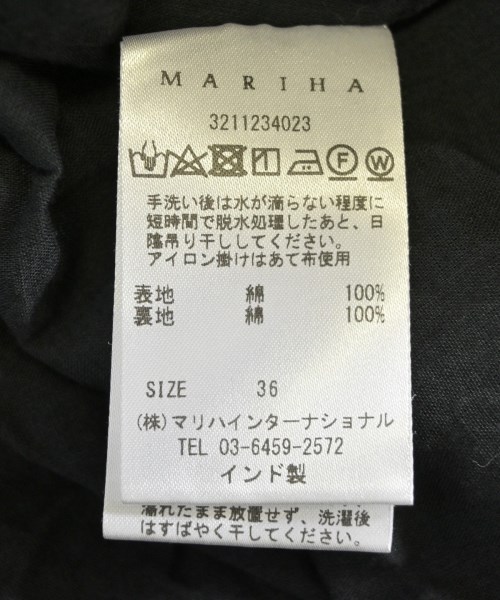 MARIHA
3211234023
F W
手洗い後は水が滴らない程度に
短時間で脱水処理したあと、日
陰吊り干ししてください。
アイロン掛けはあて布使用
表地 綿 100%
裏地 綿 100%
SIZE 36
(株)マリハインターナショナル
TEL 03-6459-2572
インド製
濡れたまま放置せず、洗濯後
はすばやく干してください。